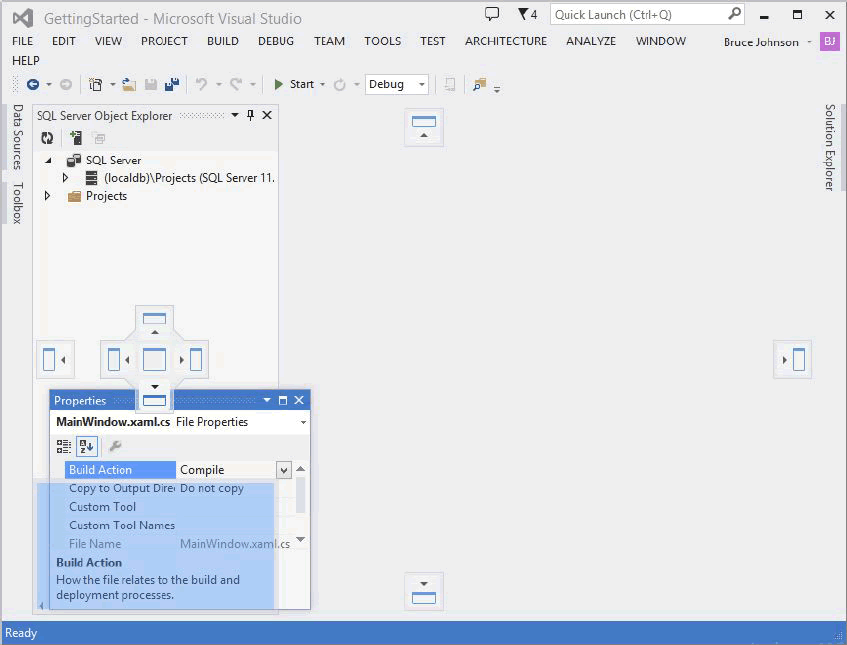 GettingStarted - Microsoft Visual Studio
4
Quick Launch (Ctrl+Q)
FILE EDIT VIEW PROJECT BUILD DEBUG TEAM TOOLS TEST ARCHITECTURE ANALYZE WINDOW Bruce Johnson BJ
HELP
Start Debug
Data Sources
Toolbox
SQL Server Object Explorer
SQL Server
(localdb)\Projects (SQL Server 11.
Projects
Solution Explorer
Properties
MainWindow.xaml.cs File Properties
Build Action Compile
Copy to Output Dire Do not copy
Custom Tool
Custom Tool Names
File Name MainWindow.xaml.cs
Build Action
How the file relates to the build and
deployment processes.
Ready